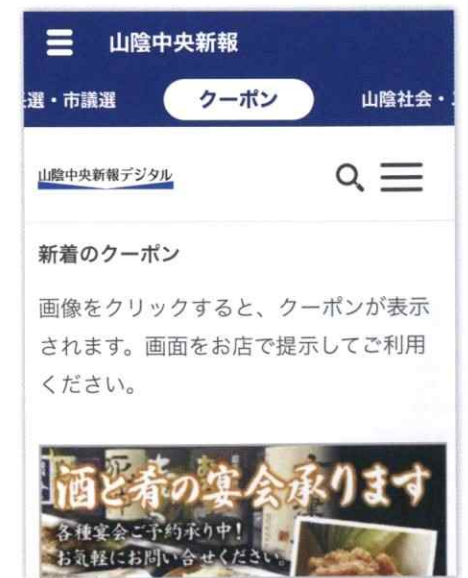 山陰中央新報
選・市議選 クーポン 山陰社会・
山陰中央新報デジタル
新着のクーポン
画像をクリックすると、クーポンが表示
されます。画面をお店で提示してご利用
ください。
酒と肴の宴会承ります
各種宴会ご予約承り中!
お気軽にお問い合せください